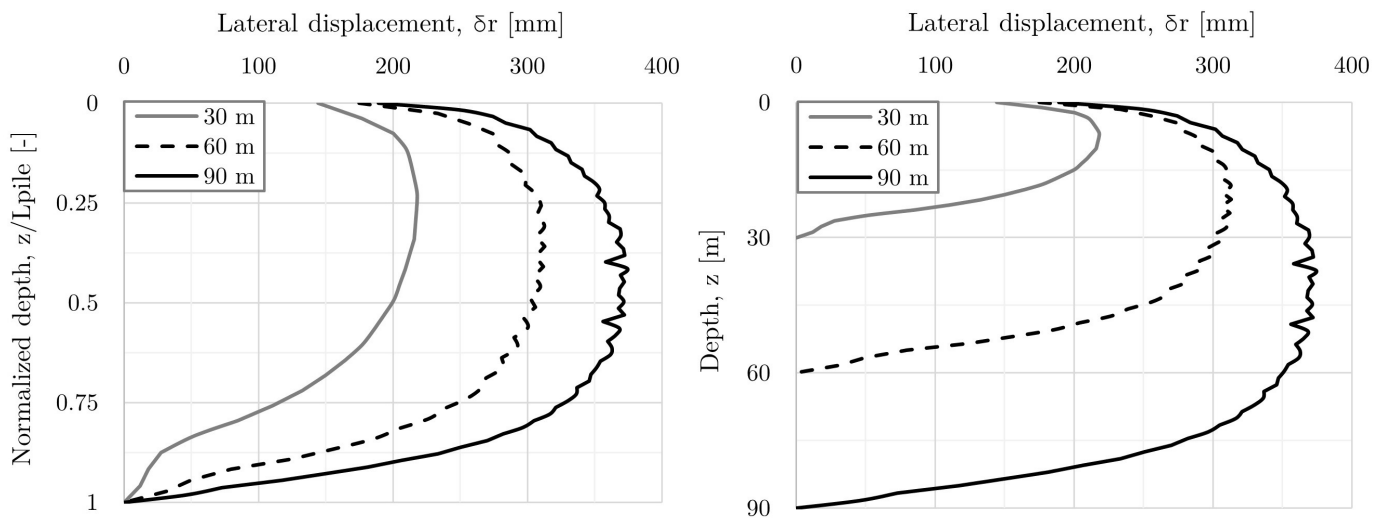 Lateral displacement, δr [mm]
0 100 200 300 400
Normalized depth, z/Lpile [-]
0
0.25
0.5
0.75
1
30 m
60 m
90 m
Lateral displacement, δr [mm]
0 100 200 300 400
Depth, z [m]
0
30
60
90
30 m
60 m
90 m